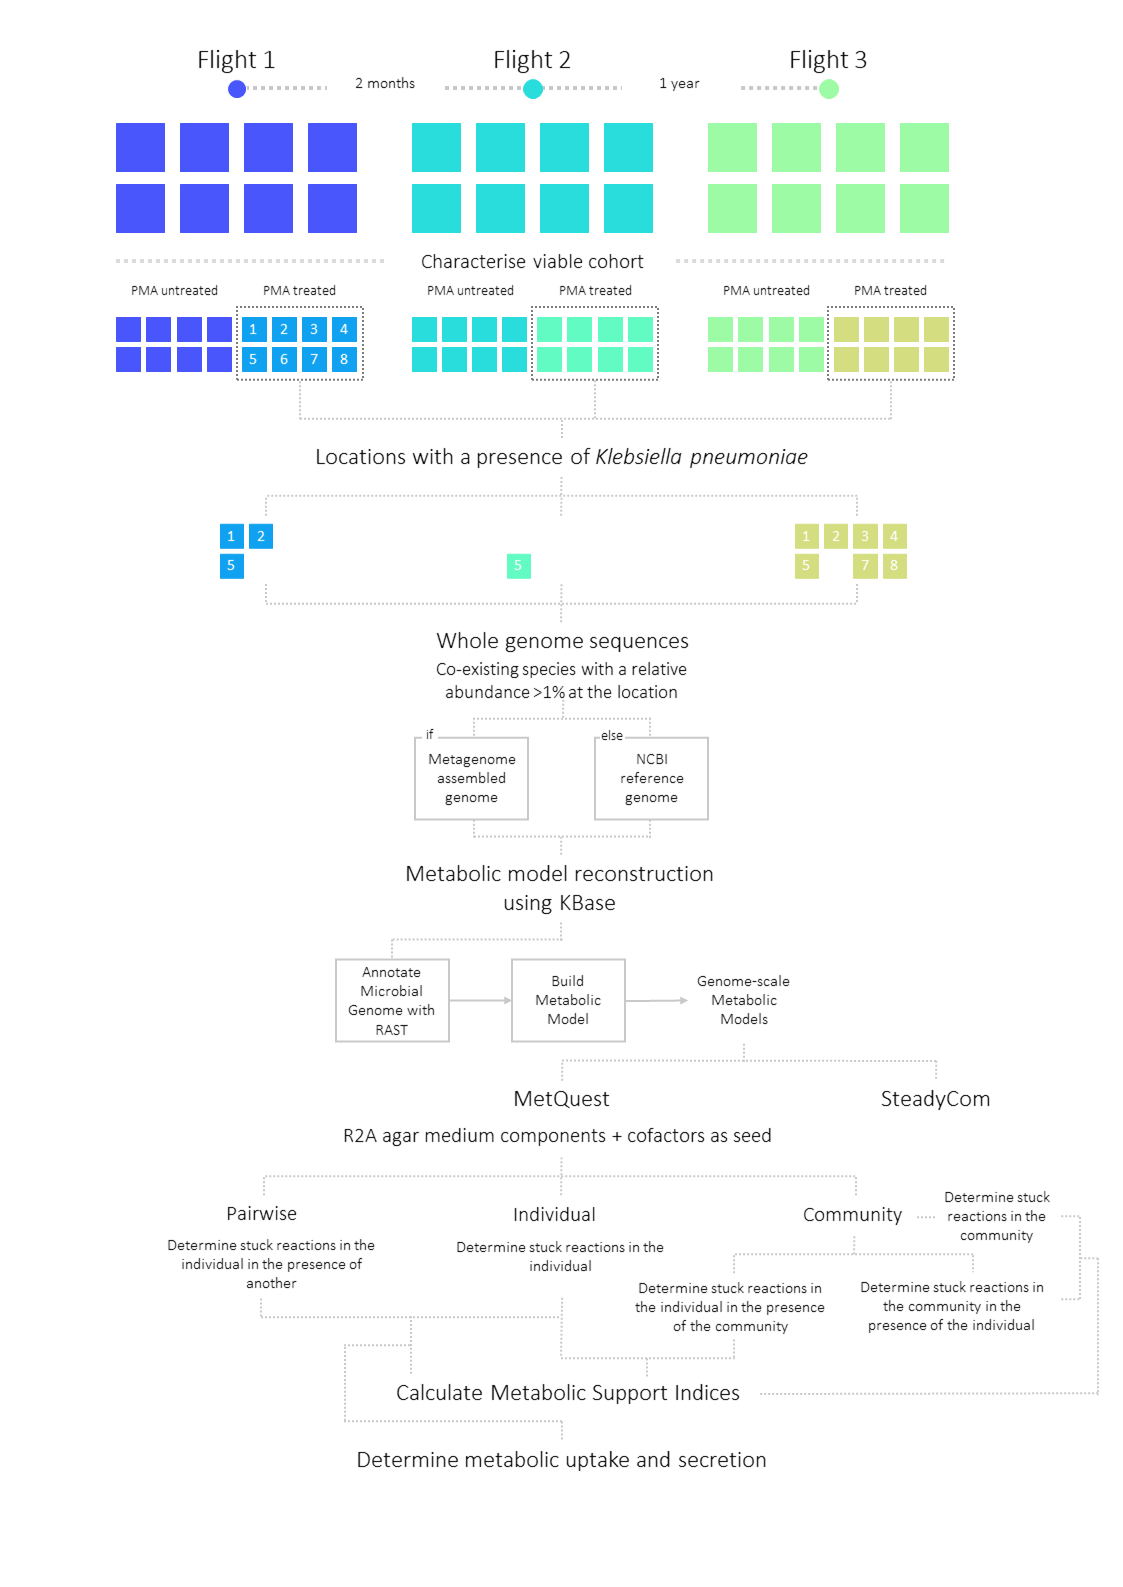 Flight 1
Flight 2
Flight 3
2 months
1 year
Characterise viable cohort
PMA untreated
PMA treated
PMA untreated
PMA treated
PMA untreated
PMA treated
1 2 3 4
5 6 7 8
Locations with a presence of Klebsiella pneumoniae
1 2
5
5
1 2 3 4
5 7 8
Whole genome sequences
Co-existing species with a relative
abundance >1% at the location
if
Metagenome
assembled
genome
else
NCBI
reference
genome
Metabolic model reconstruction
using KBase
Annotate
Microbial
Genome with
RAST
Build
Metabolic
Model
Genome-scale
Metabolic
Models
MetQuest
SteadyCom
R2A agar medium components + cofactors as seed
Pairwise
Determine stuck reactions in the
individual in the presence of
another
Individual
Determine stuck reactions in the
individual
Community
Determine stuck
reactions in the
community
Determine stuck reactions in
the individual in the presence
of the community
Determine stuck reactions in
the community in the
presence of the individual
Calculate Metabolic Support Indices
Determine metabolic uptake and secretion